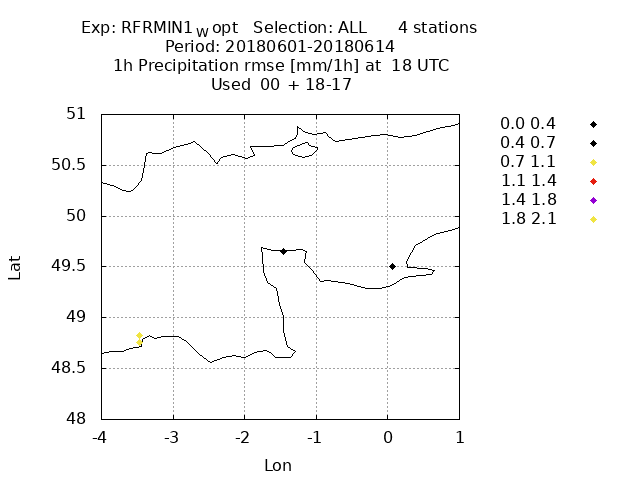 Exp: RFRMIN1W opt   Selection: ALL      4 stations
Period: 20180601-20180614
1h Precipitation rmse [mm/1h] at  18 UTC
Used  00 + 18-17
51
50.5
50
49.5
49
48.5
48
-4 -3 -2 -1 0 1
Lat
Lon
0.0 0.4
0.4 0.7
0.7 1.1
1.1 1.4
1.4 1.8
1.8 2.1